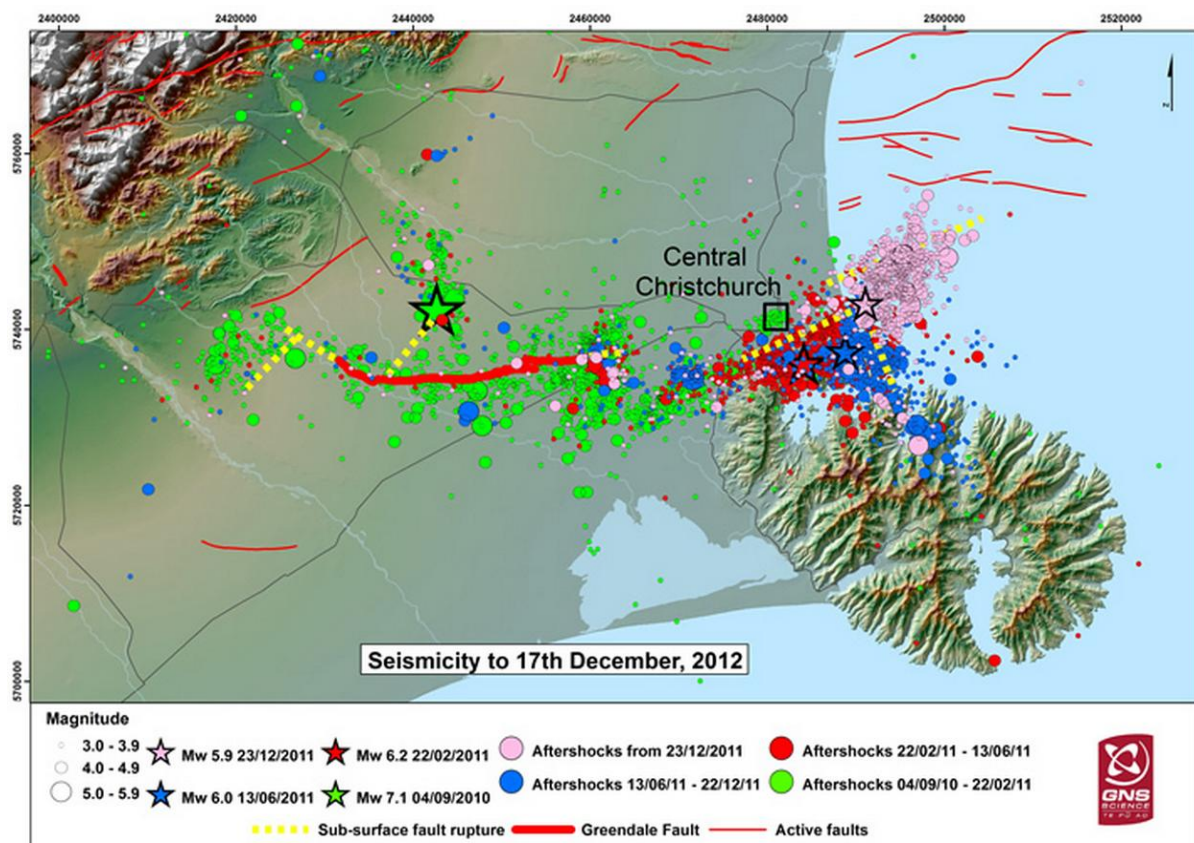 2400000 2420000 2440000 2460000 2480000 2500000 2520000
5760000
5740000
5720000
5700000
N
Central
Christchurch
Seismicity to 17th December, 2012
Magnitude
3.0 - 3.9
4.0 - 4.9
5.0 - 5.9
Mw 5.9 23/12/2011
Mw 6.0 13/06/2011
Mw 6.2 22/02/2011
Mw 7.1 04/09/2010
Aftershocks from 23/12/2011
Aftershocks 13/06/11 - 22/12/11
Aftershocks 22/02/11 - 13/06/11
Aftershocks 04/09/10 - 22/02/11
Sub-surface fault rupture
Greendale Fault
Active faults
GNS
SCIENCE
TE PŪ AO